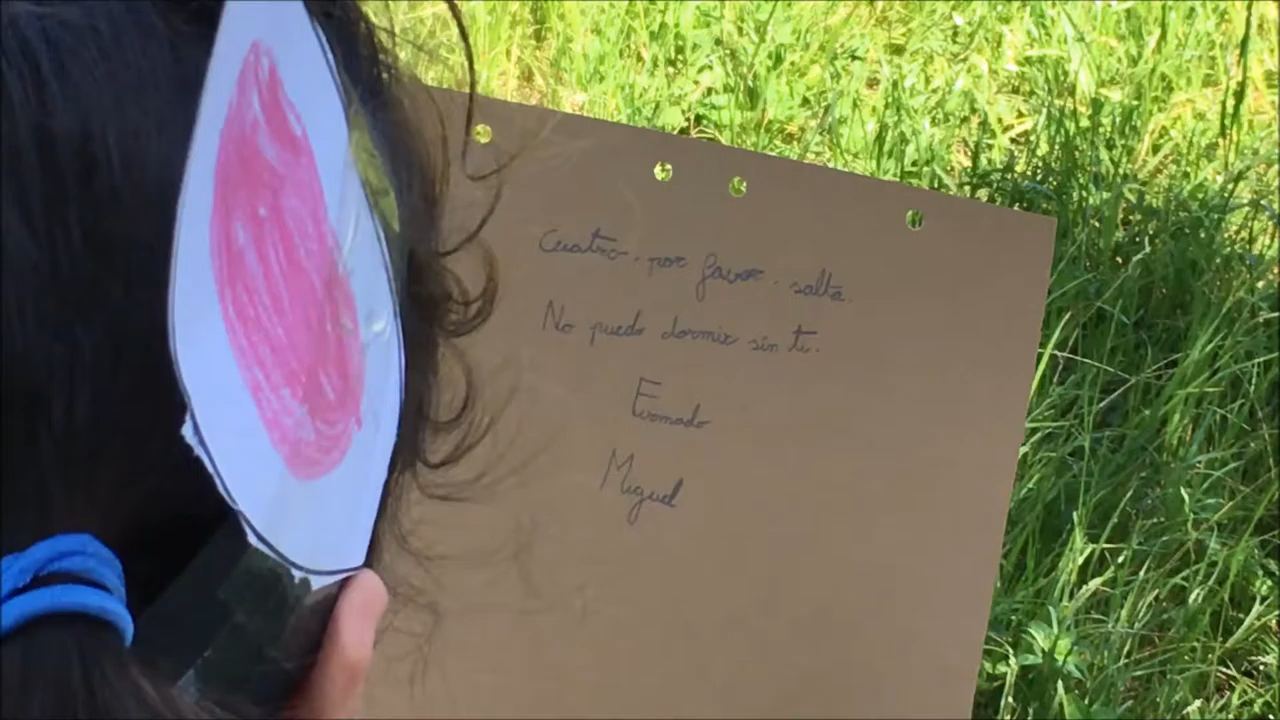 Cuatro, por favor, salta.
No puedo dormir sin ti.
Firmado
Miguel